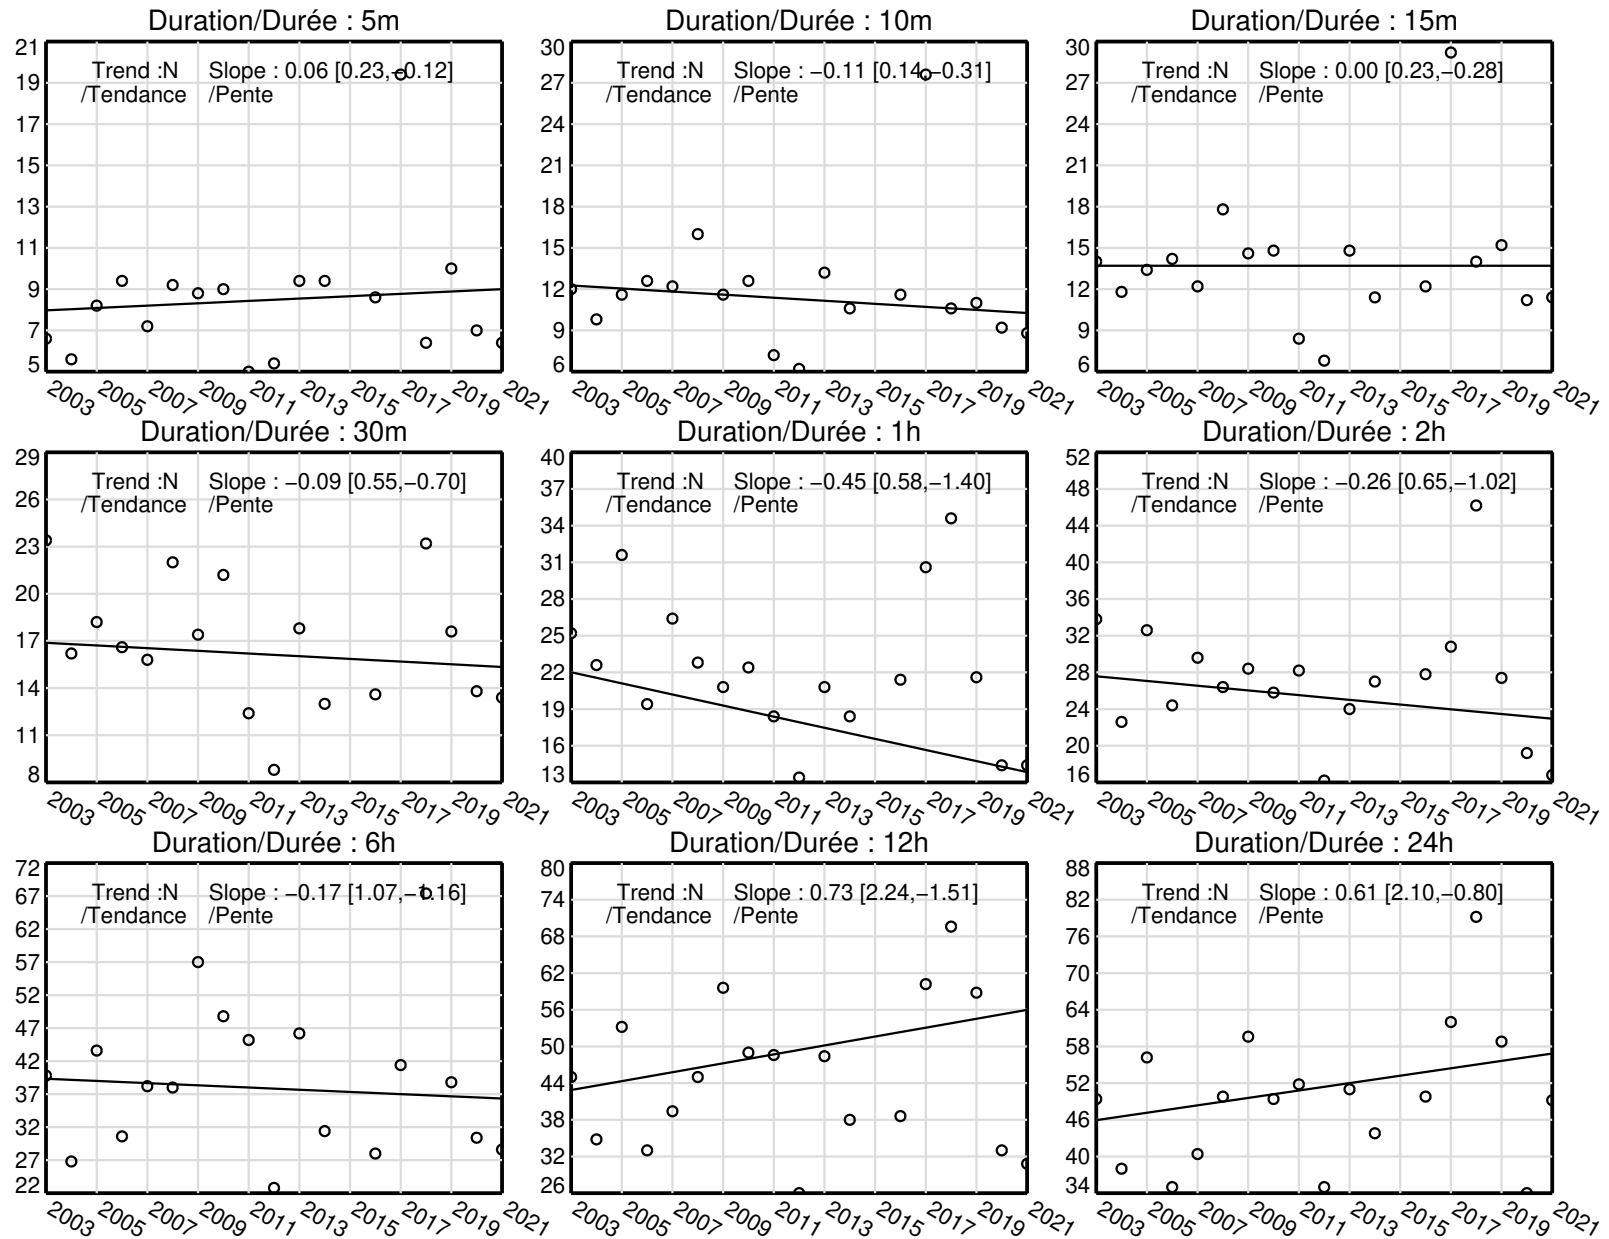 Duration/Durée : 5m
Trend :N Slope : 0.06 [0.23,−0.12]
/Tendance /Pente
21
19
17
15
13
11
9
7
5
2003 2005 2007 2009 2011 2013 2015 2017 2019 2021
Duration/Durée : 10m
Trend :N Slope : −0.11 [0.14,−0.31]
/Tendance /Pente
30
27
24
21
18
15
12
9
6
2003 2005 2007 2009 2011 2013 2015 2017 2019 2021
Duration/Durée : 15m
Trend :N Slope : 0.00 [0.23,−0.28]
/Tendance /Pente
30
27
24
21
18
15
12
9
6
2003 2005 2007 2009 2011 2013 2015 2017 2019 2021
Duration/Durée : 30m
Trend :N Slope : −0.09 [0.55,−0.70]
/Tendance /Pente
29
26
23
20
17
14
11
8
2003 2005 2007 2009 2011 2013 2015 2017 2019 2021
Duration/Durée : 1h
Trend :N Slope : −0.45 [0.58,−1.40]
/Tendance /Pente
40
37
34
31
28
25
22
19
16
13
2003 2005 2007 2009 2011 2013 2015 2017 2019 2021
Duration/Durée : 2h
Trend :N Slope : −0.26 [0.65,−1.02]
/Tendance /Pente
52
48
44
40
36
32
28
24
20
16
2003 2005 2007 2009 2011 2013 2015 2017 2019 2021
Duration/Durée : 6h
Trend :N Slope : −0.17 [1.07,−1.16]
/Tendance /Pente
72
67
62
57
52
47
42
37
32
27
22
2003 2005 2007 2009 2011 2013 2015 2017 2019 2021
Duration/Durée : 12h
Trend :N Slope : 0.73 [2.24,−1.51]
/Tendance /Pente
80
74
68
62
56
50
44
38
32
26
2003 2005 2007 2009 2011 2013 2015 2017 2019 2021
Duration/Durée : 24h
Trend :N Slope : 0.61 [2.10,−0.80]
/Tendance /Pente
88
82
76
70
64
58
52
46
40
34
2003 2005 2007 2009 2011 2013 2015 2017 2019 2021